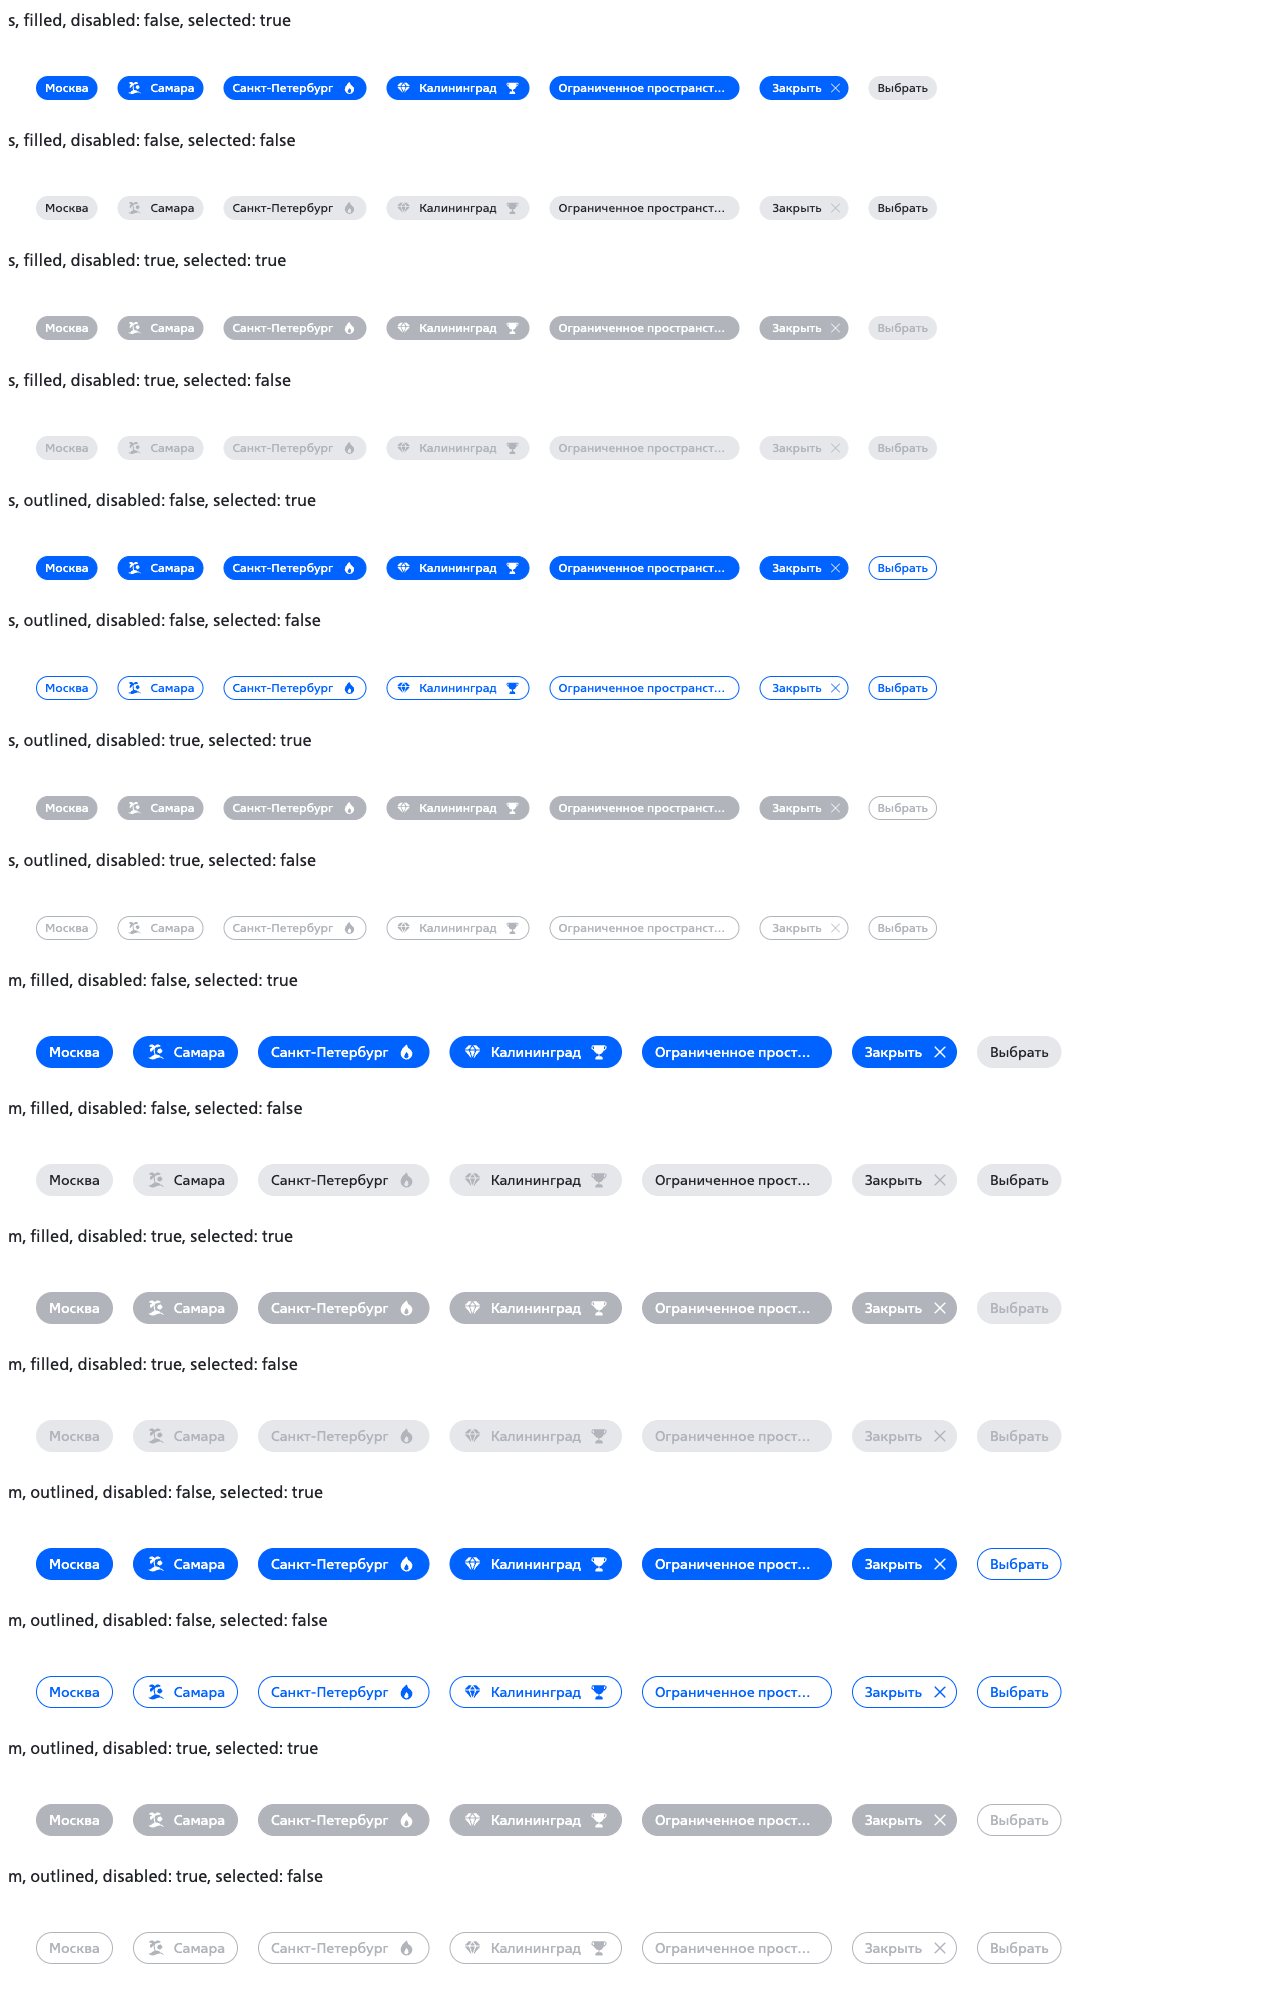 s, filled, disabled: false, selected: true
Москва Самара Санкт-Петербург Калининград Ограниченное пространст... Закрыть Выбрать
s, filled, disabled: false, selected: false
Москва Самара Санкт-Петербург Калининград Ограниченное пространст... Закрыть Выбрать
s, filled, disabled: true, selected: true
Москва Самара Санкт-Петербург Калининград Ограниченное пространст... Закрыть Выбрать
s, filled, disabled: true, selected: false
Москва Самара Санкт-Петербург Калининград Ограниченное пространст... Закрыть Выбрать
s, outlined, disabled: false, selected: true
Москва Самара Санкт-Петербург Калининград Ограниченное пространст... Закрыть Выбрать
s, outlined, disabled: false, selected: false
Москва Самара Санкт-Петербург Калининград Ограниченное пространст... Закрыть Выбрать
s, outlined, disabled: true, selected: true
Москва Самара Санкт-Петербург Калининград Ограниченное пространст... Закрыть Выбрать
s, outlined, disabled: true, selected: false
Москва Самара Санкт-Петербург Калининград Ограниченное пространст... Закрыть Выбрать
m, filled, disabled: false, selected: true
Москва Самара Санкт-Петербург Калининград Ограниченное прост... Закрыть Выбрать
m, filled, disabled: false, selected: false
Москва Самара Санкт-Петербург Калининград Ограниченное прост... Закрыть Выбрать
m, filled, disabled: true, selected: true
Москва Самара Санкт-Петербург Калининград Ограниченное прост... Закрыть Выбрать
m, filled, disabled: true, selected: false
Москва Самара Санкт-Петербург Калининград Ограниченное прост... Закрыть Выбрать
m, outlined, disabled: false, selected: true
Москва Самара Санкт-Петербург Калининград Ограниченное прост... Закрыть Выбрать
m, outlined, disabled: false, selected: false
Москва Самара Санкт-Петербург Калининград Ограниченное прост... Закрыть Выбрать
m, outlined, disabled: true, selected: true
Москва Самара Санкт-Петербург Калининград Ограниченное прост... Закрыть Выбрать
m, outlined, disabled: true, selected: false
Москва Самара Санкт-Петербург Калининград Ограниченное прост... Закрыть Выбрать